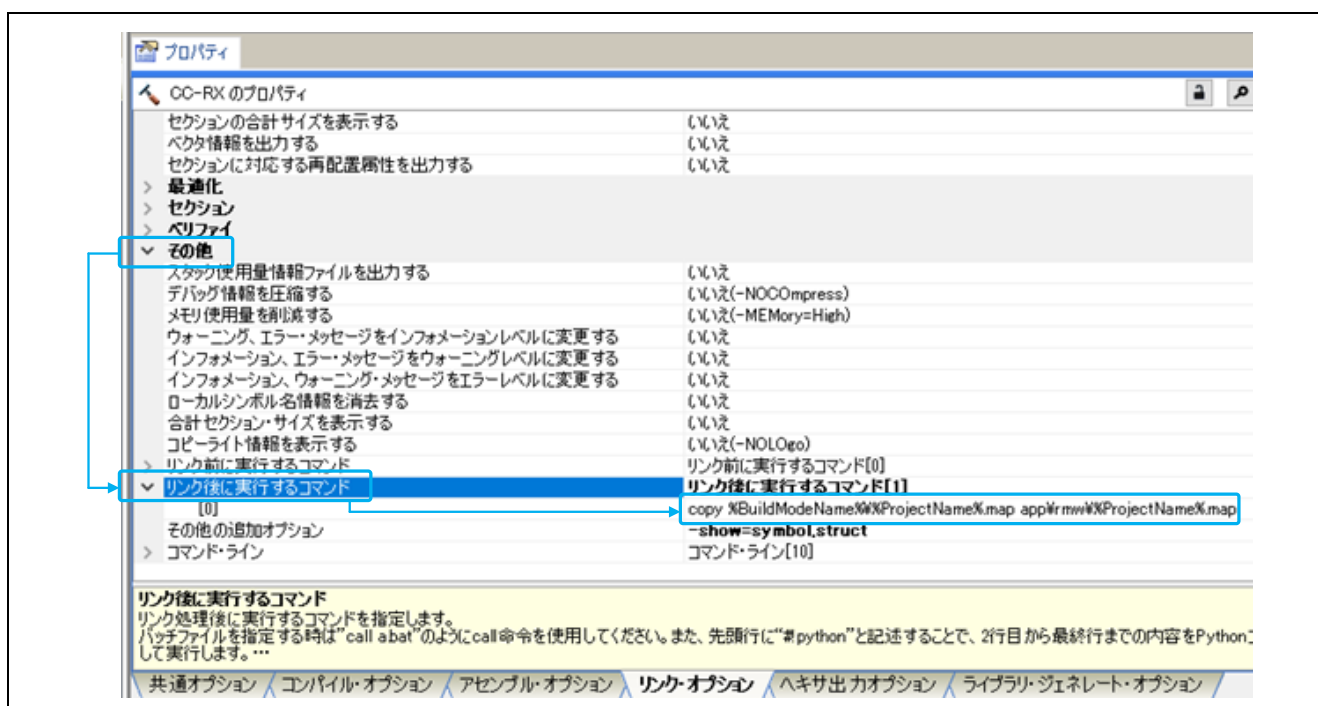 プロパティ
CC-RX のプロパティ
セクションの合計サイズを表示する いいえ
ベクタ情報を出力する いいえ
セクションに対応する再配置属性を出力する いいえ
最適化
セクション
ベリファイ
その他
スタック使用量情報ファイルを出力する いいえ
デバッグ情報を圧縮する いいえ(-NOCOmpress)
メモリ使用量を削減する いいえ(-MEMory=High)
ウォーニング、エラー・メッセージをインフォメーションレベルに変更する いいえ
インフォメーション、エラー・メッセージをウォーニングレベルに変更する いいえ
インフォメーション、ウォーニング・メッセージをエラーレベルに変更する いいえ
ローカルシンボル名情報を消去する いいえ
合計セクション・サイズを表示する いいえ
コピーライト情報を表示する いいえ(-NOLOgo)
リンク前に実行するコマンド リンク前に実行するコマンド[0]
リンク後に実行するコマンド リンク後に実行するコマンド[1]
[0] copy %BuildModeName%¥%ProjectName%.map app¥rmw¥%ProjectName%.map
その他の追加オプション -show=symbol,struct
コマンド・ライン コマンド・ライン[10]
リンク後に実行するコマンド
リンク処理後に実行するコマンドを指定します。
バッチファイルを指定する時は"call a.bat"のようにcall命令を使用してください。また、先頭行に"#python"と記述することで、2行目から最終行までの内容をPythonコ
して実行します。…
共通オプション コンパイル・オプション アセンブル・オプション リンク・オプション ヘキサ出力オプション ライブラリ・ジェネレート・オプション